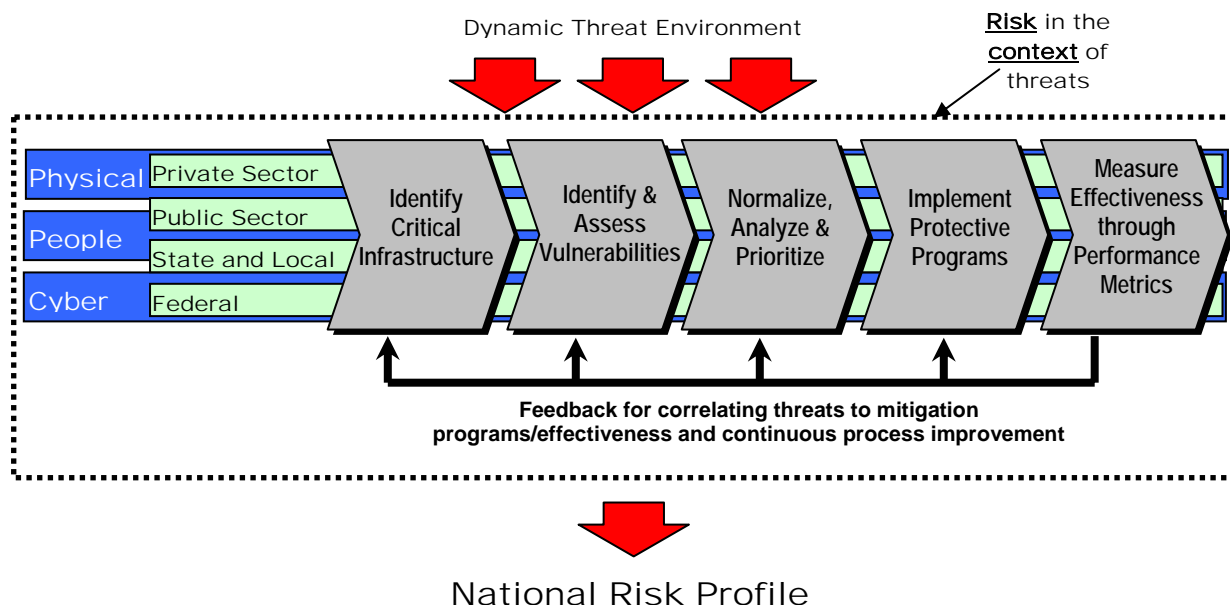 Dynamic Threat Environment
Risk in the
context of
threats
Physical
People
Cyber
Private Sector
Public Sector
State and Local
Federal
Identify
Critical
Infrastructure
Identify &
Assess
Vulnerabilities
Normalize,
Analyze &
Prioritize
Implement
Protective
Programs
Measure
Effectiveness
through
Performance
Metrics
Feedback for correlating threats to mitigation
programs/effectiveness and continuous process improvement
National Risk Profile